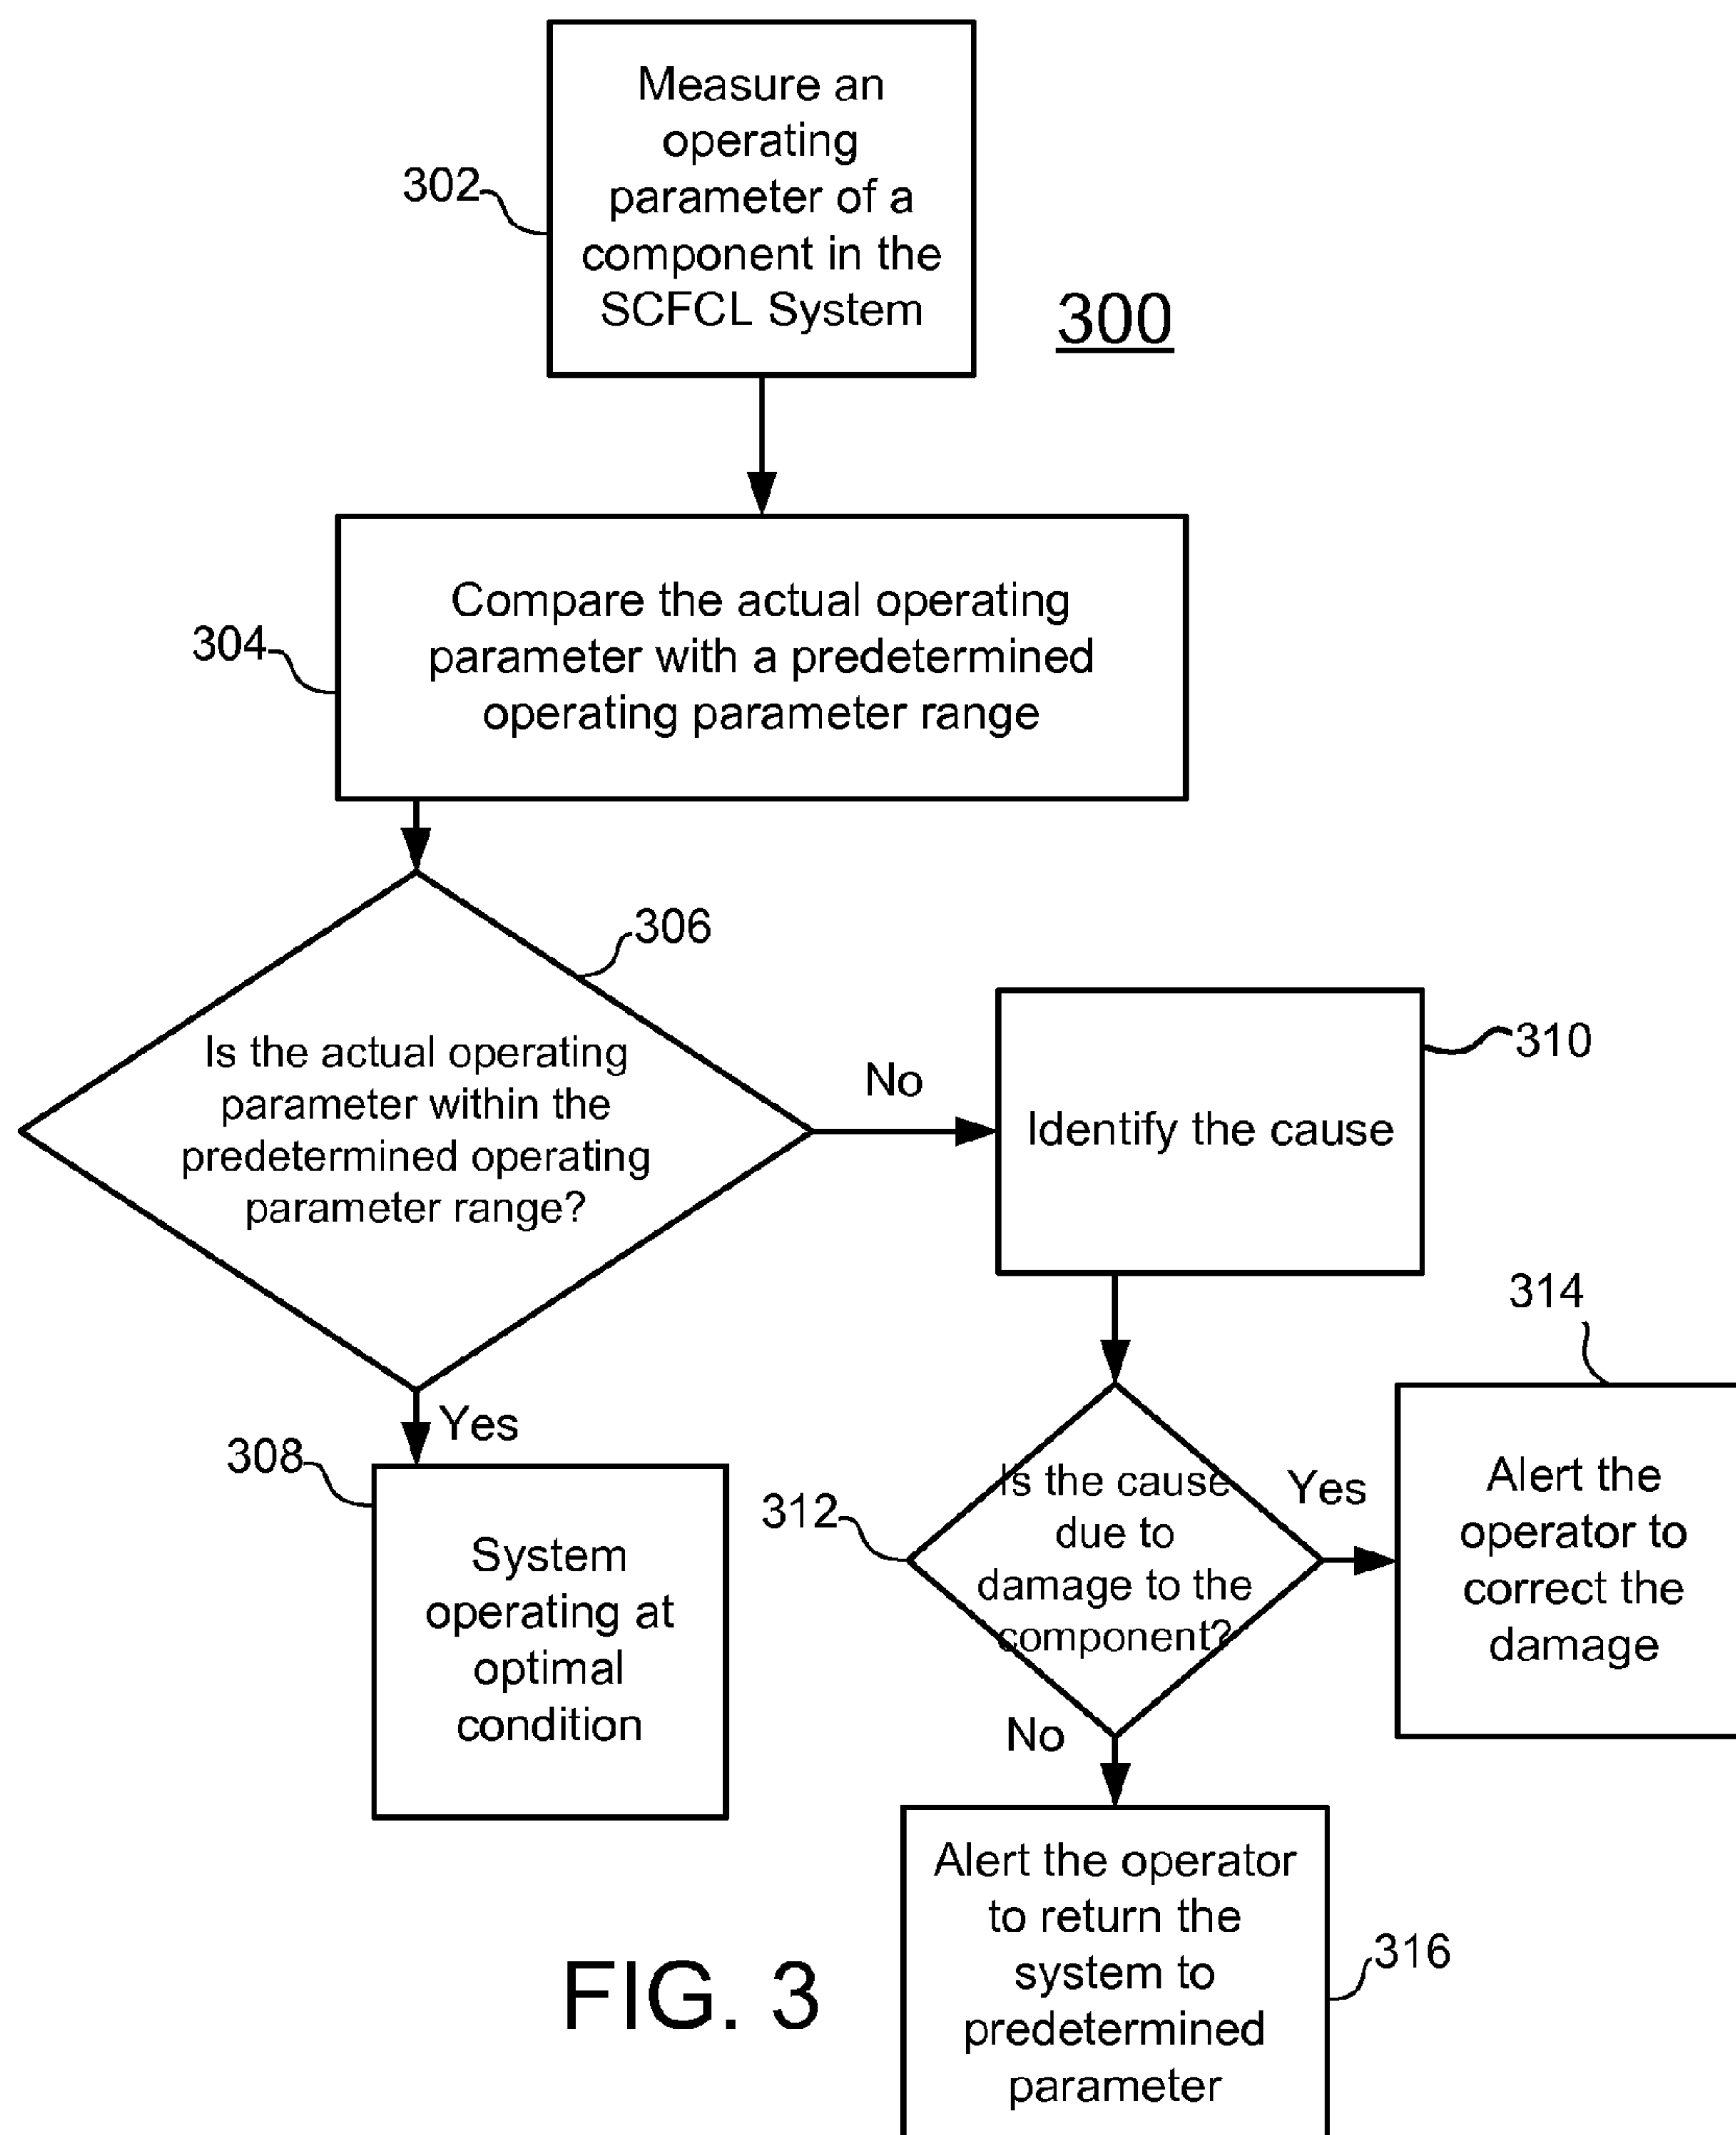 Measure an
operating
parameter of a
component in the
SCFCL System
302
300
Compare the actual operating
parameter with a predetermined
operating parameter range
304
306
Is the actual operating
parameter within the
predetermined operating
parameter range?
No
310
Identify the cause
314
Yes
308
System
operating at
optimal
condition
312
Is the cause
due to
damage to the
component?
Yes
Alert the
operator to
correct the
damage
No
Alert the operator
to return the
system to
predetermined
parameter
316
FIG. 3